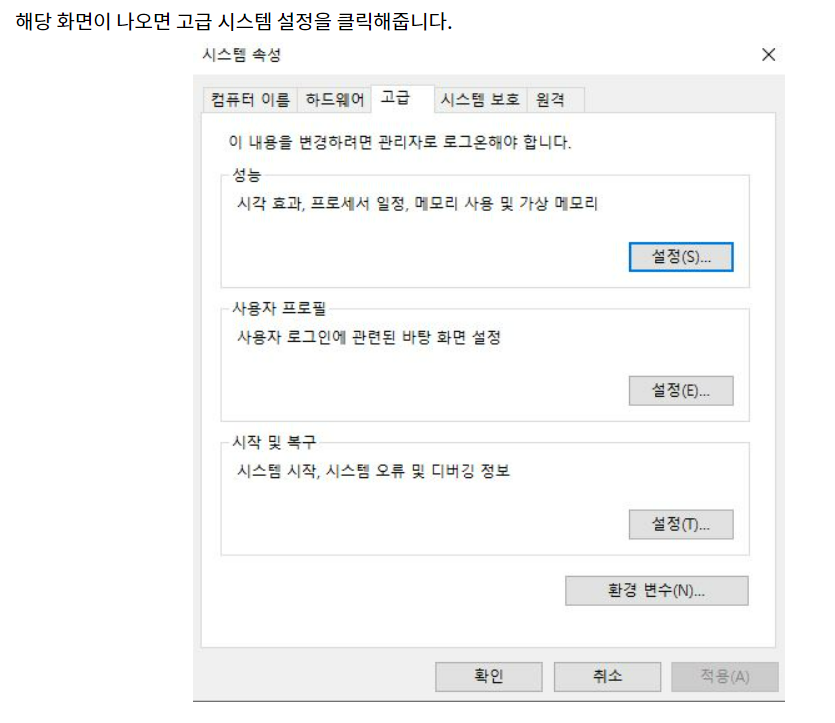 해당 화면이 나오면 고급 시스템 설정을 클릭해줍니다.
시스템 속성
컴퓨터 이름 하드웨어 고급 시스템 보호 원격
이 내용을 변경하려면 관리자로 로그온해야 합니다.
성능
시각 효과, 프로세서 일정, 메모리 사용 및 가상 메모리
설정(S)...
사용자 프로필
사용자 로그인에 관련된 바탕 화면 설정
설정(E)...
시작 및 복구
시스템 시작, 시스템 오류 및 디버깅 정보
설정(T)...
환경 변수(N)...
확인 취소 적용(A)